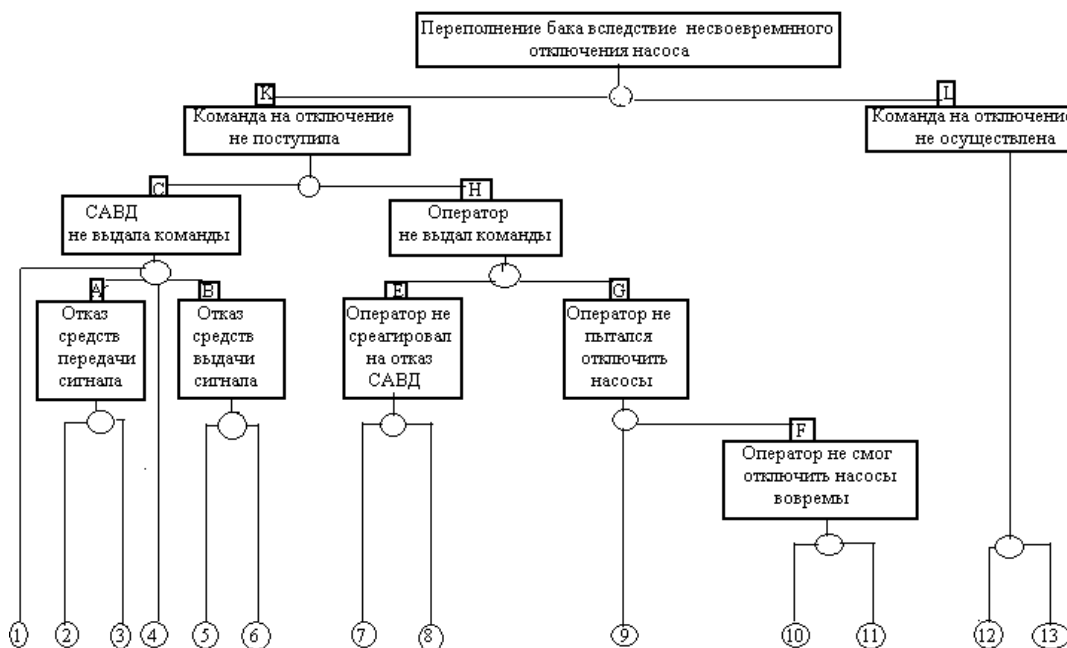 Переполнение бака вследствие несвоевремнного
отключения насоса
K
L
Команда на отключение
не поступила
Команда на отключение
не осуществлена
C
H
САВД
не выдала команды
Оператор
не выдал команды
A
B
E
G
Отказ
средств
передачи
сигнала
Отказ
средств
выдачи
сигнала
Оператор не
среагировал
на отказ
САВД
Оператор не
пытался
отключить
насосы
F
Оператор не смог
отключить насосы
вовремы
1
2
3
4
5
6
7
8
9
10
11
12
13